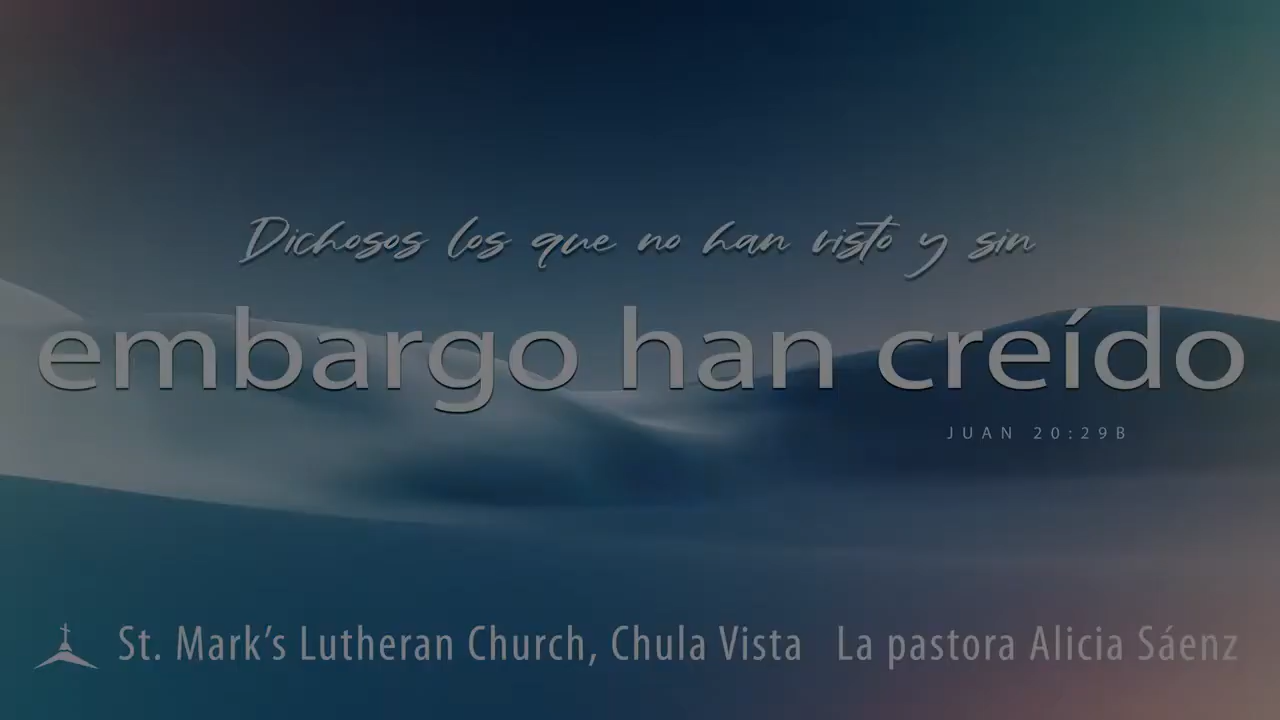 Dichosos los que no han visto y sin
embargo han creído
JUAN 20:29B
St. Mark’s Lutheran Church, Chula Vista La pastora Alicia Sáenz